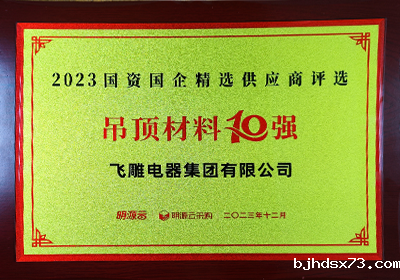 2023国资国企精选供应商评选
吊顶材料10强
飞雕电器集团有限公司
明源云 明源云采购 二〇二三年十二月
bjhdsx73.com